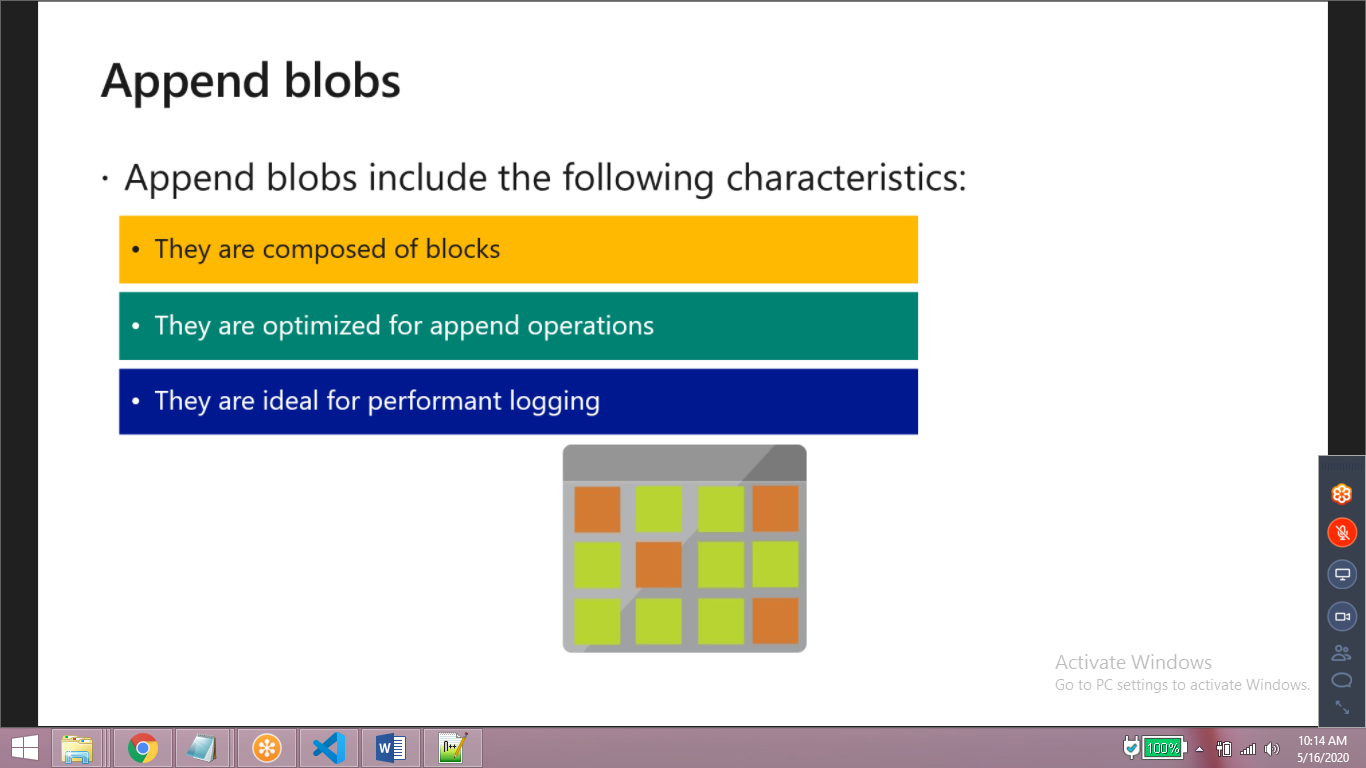 Append blobs
• Append blobs include the following characteristics:
• They are composed of blocks
• They are optimized for append operations
• They are ideal for performant logging
Activate Windows
Go to PC settings to activate Windows.
100%
10:14 AM
5/16/2020